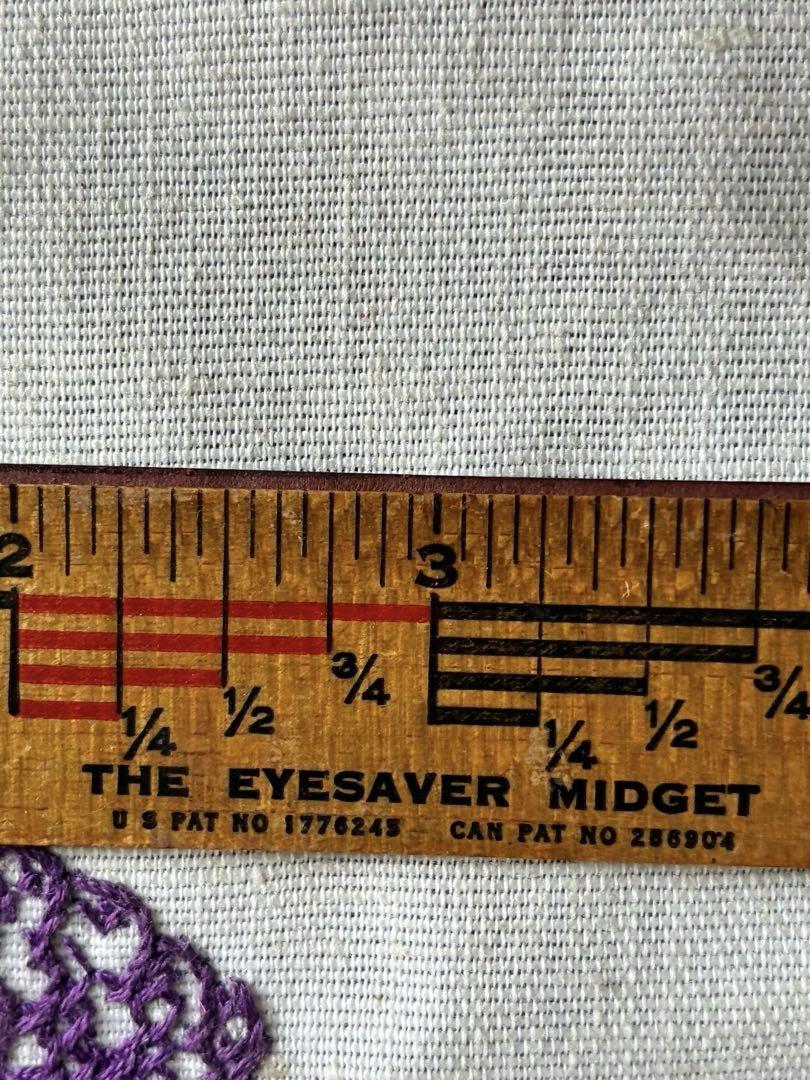 2 3
3/4 3/4
1/2 1/2
1/4 1/4
THE EYESAVER MIDGET
U S PAT NO 1776245 CAN PAT NO 286904